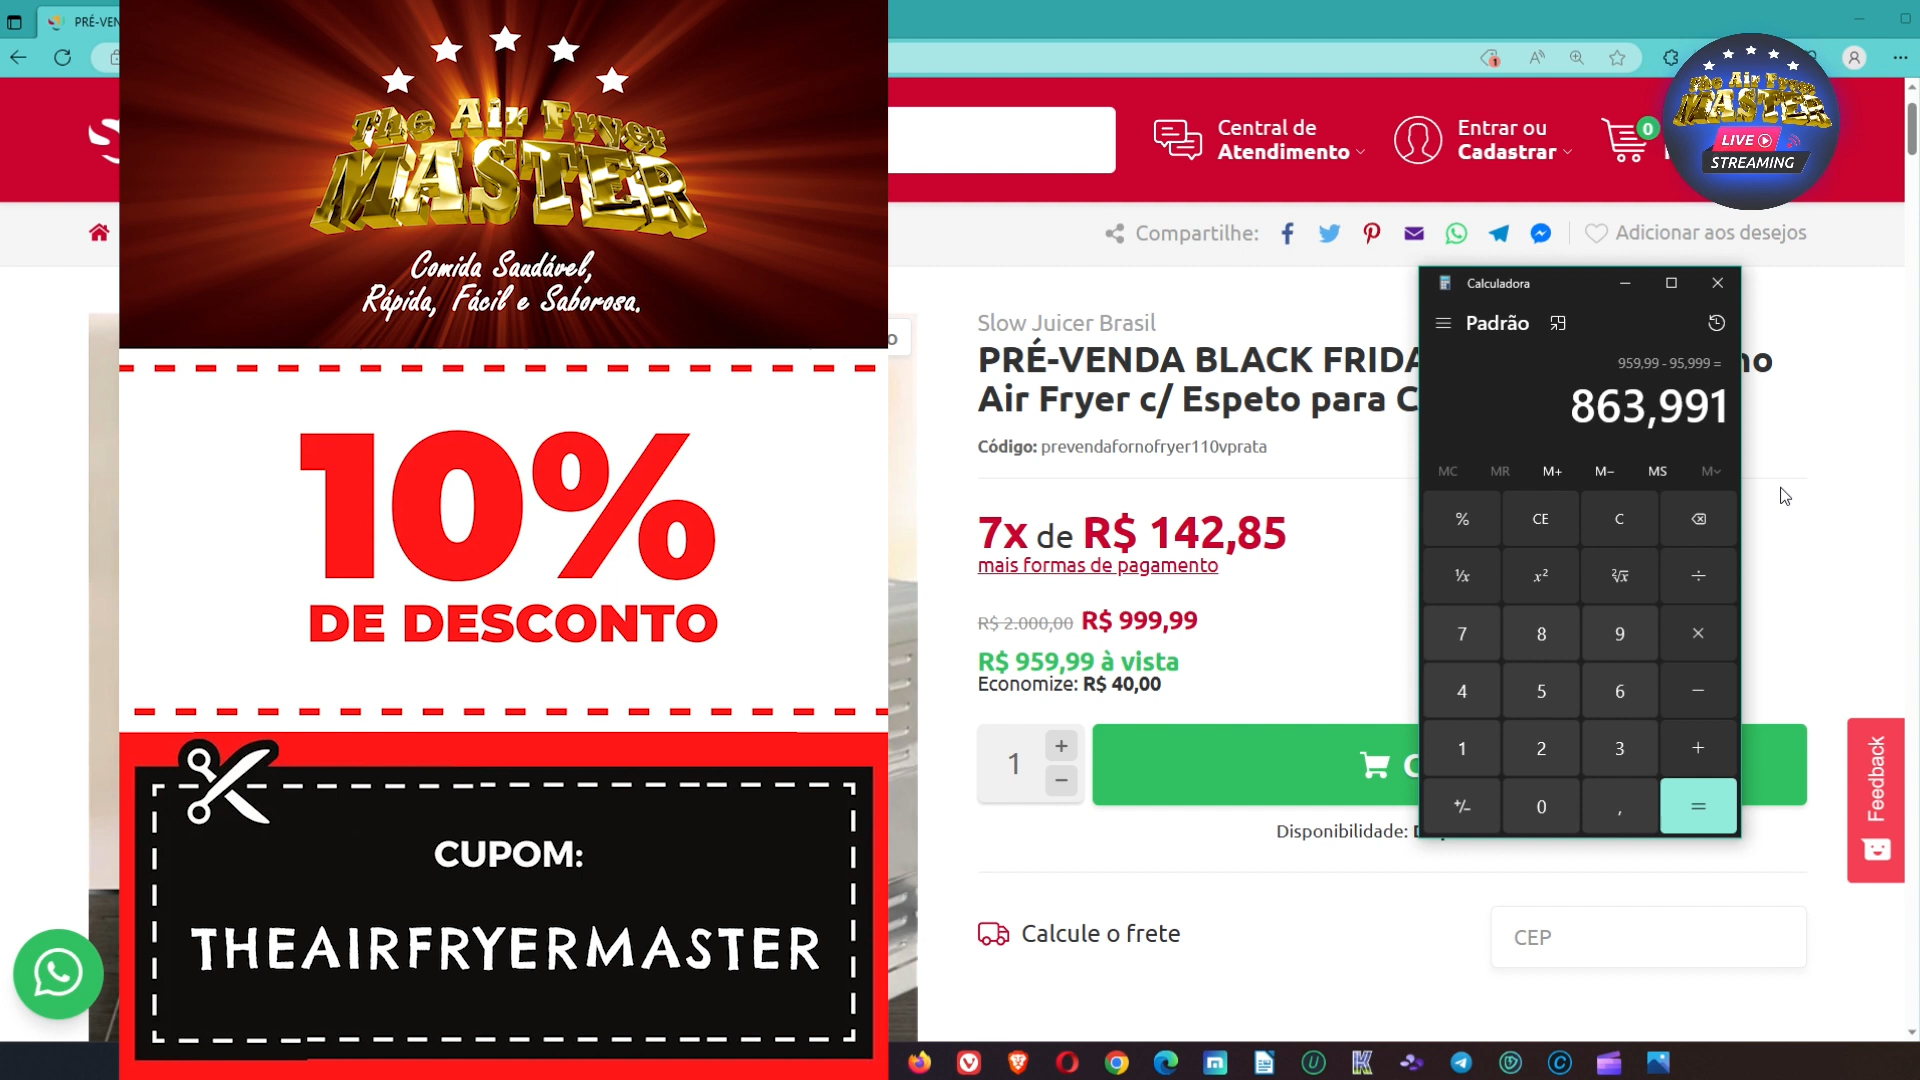 PRÉ-VEN
The Air Fryer
MASTER
Comida Saudável,
Rápida, Fácil e Saborosa.
10%
DE DESCONTO
CUPOM:
THEAIRFRYERMASTER
1
Central de
Atendimento
Entrar ou
Cadastrar
0
The Air Fryer
MASTER
LIVE
STREAMING
Compartilhe:
Adicionar aos desejos
Slow Juicer Brasil
PRÉ-VENDA BLACK FRIDA
Air Fryer c/ Espeto para C
Código: prevendafornofryer110vprata
7x de R$ 142,85
mais formas de pagamento
R$ 2.000,00 R$ 999,99
R$ 959,99 à vista
Economize: R$ 40,00
1
+
−
Disponibilidade:
Calcule o frete
CEP
Feedback
Calculadora
Padrão
959,99 - 95,999 =
863,991
MC MR M+ M− MS M
% CE C
¹/x x² ²√x ÷
7 8 9 ×
4 5 6 −
1 2 3 +
+/− 0 , =